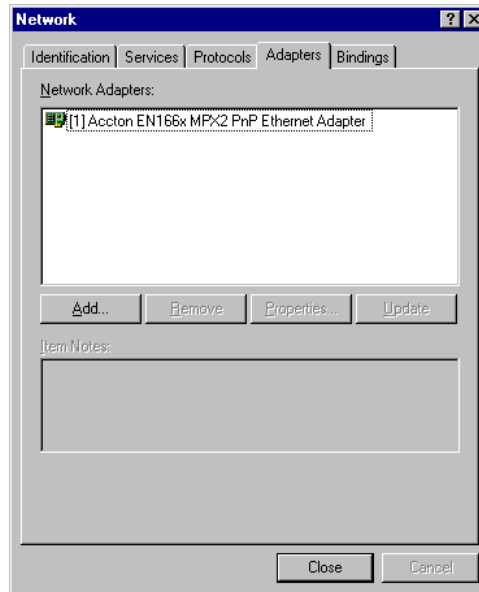 Network
Identification Services Protocols Adapters Bindings
Network Adapters:
[1] Accton EN166x MPX2 PnP Ethernet Adapter
Add... Remove Properties... Update
Item Notes:
Close Cancel